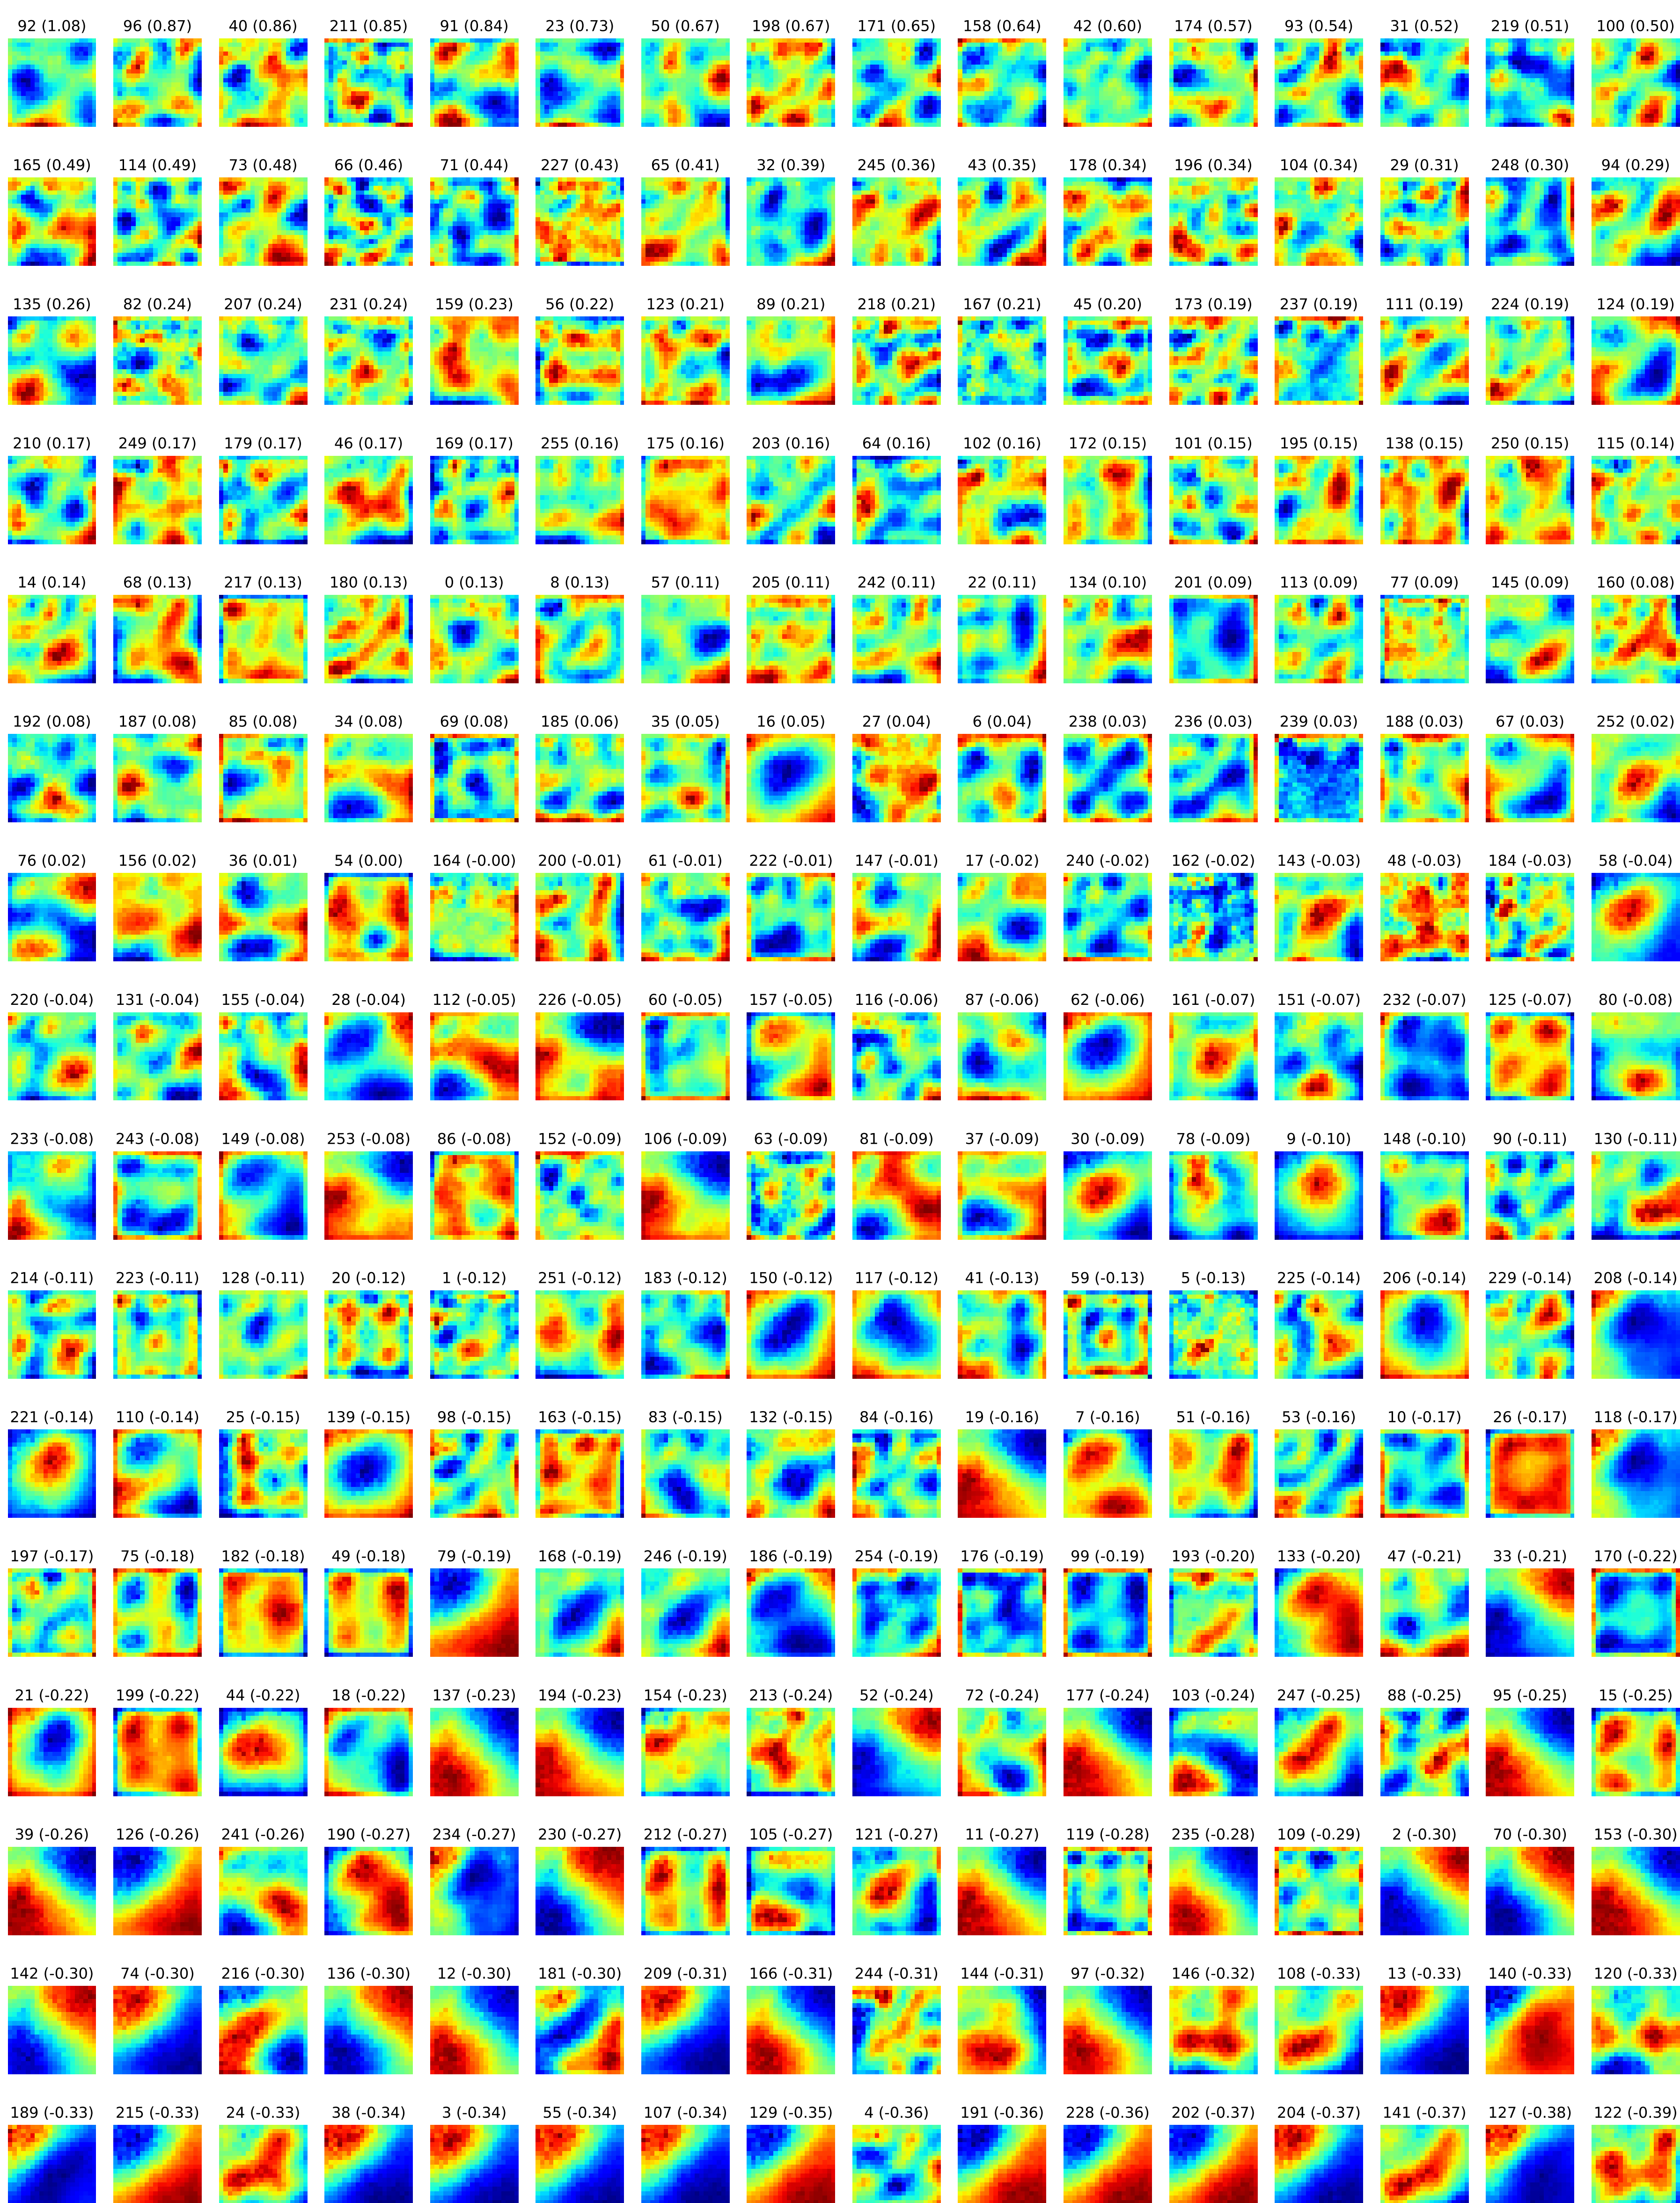 92 (1.08) 96 (0.87) 40 (0.86) 211 (0.85) 91 (0.84) 23 (0.73) 50 (0.67) 198 (0.67) 171 (0.65) 158 (0.64) 42 (0.60) 174 (0.57) 93 (0.54) 31 (0.52) 219 (0.51) 100 (0.50)
165 (0.49) 114 (0.49) 73 (0.48) 66 (0.46) 71 (0.44) 227 (0.43) 65 (0.41) 32 (0.39) 245 (0.36) 43 (0.35) 178 (0.34) 196 (0.34) 104 (0.34) 29 (0.31) 248 (0.30) 94 (0.29)
135 (0.26) 82 (0.24) 207 (0.24) 231 (0.24) 159 (0.23) 56 (0.22) 123 (0.21) 89 (0.21) 218 (0.21) 167 (0.21) 45 (0.20) 173 (0.19) 237 (0.19) 111 (0.19) 224 (0.19) 124 (0.19)
210 (0.17) 249 (0.17) 179 (0.17) 46 (0.17) 169 (0.17) 255 (0.16) 175 (0.16) 203 (0.16) 64 (0.16) 102 (0.16) 172 (0.15) 101 (0.15) 195 (0.15) 138 (0.15) 250 (0.15) 115 (0.14)
14 (0.14) 68 (0.13) 217 (0.13) 180 (0.13) 0 (0.13) 8 (0.13) 57 (0.11) 205 (0.11) 242 (0.11) 22 (0.11) 134 (0.10) 201 (0.09) 113 (0.09) 77 (0.09) 145 (0.09) 160 (0.08)
192 (0.08) 187 (0.08) 85 (0.08) 34 (0.08) 69 (0.08) 185 (0.06) 35 (0.05) 16 (0.05) 27 (0.04) 6 (0.04) 238 (0.03) 236 (0.03) 239 (0.03) 188 (0.03) 67 (0.03) 252 (0.02)
76 (0.02) 156 (0.02) 36 (0.01) 54 (0.00) 164 (-0.00) 200 (-0.01) 61 (-0.01) 222 (-0.01) 147 (-0.01) 17 (-0.02) 240 (-0.02) 162 (-0.02) 143 (-0.03) 48 (-0.03) 184 (-0.03) 58 (-0.04)
220 (-0.04) 131 (-0.04) 155 (-0.04) 28 (-0.04) 112 (-0.05) 226 (-0.05) 60 (-0.05) 157 (-0.05) 116 (-0.06) 87 (-0.06) 62 (-0.06) 161 (-0.07) 151 (-0.07) 232 (-0.07) 125 (-0.07) 80 (-0.08)
233 (-0.08) 243 (-0.08) 149 (-0.08) 253 (-0.08) 86 (-0.08) 152 (-0.09) 106 (-0.09) 63 (-0.09) 81 (-0.09) 37 (-0.09) 30 (-0.09) 78 (-0.09) 9 (-0.10) 148 (-0.10) 90 (-0.11) 130 (-0.11)
214 (-0.11) 223 (-0.11) 128 (-0.11) 20 (-0.12) 1 (-0.12) 251 (-0.12) 183 (-0.12) 150 (-0.12) 117 (-0.12) 41 (-0.13) 59 (-0.13) 5 (-0.13) 225 (-0.14) 206 (-0.14) 229 (-0.14) 208 (-0.14)
221 (-0.14) 110 (-0.14) 25 (-0.15) 139 (-0.15) 98 (-0.15) 163 (-0.15) 83 (-0.15) 132 (-0.15) 84 (-0.16) 19 (-0.16) 7 (-0.16) 51 (-0.16) 53 (-0.16) 10 (-0.17) 26 (-0.17) 118 (-0.17)
197 (-0.17) 75 (-0.18) 182 (-0.18) 49 (-0.18) 79 (-0.19) 168 (-0.19) 246 (-0.19) 186 (-0.19) 254 (-0.19) 176 (-0.19) 99 (-0.19) 193 (-0.20) 133 (-0.20) 47 (-0.21) 33 (-0.21) 170 (-0.22)
21 (-0.22) 199 (-0.22) 44 (-0.22) 18 (-0.22) 137 (-0.23) 194 (-0.23) 154 (-0.23) 213 (-0.24) 52 (-0.24) 72 (-0.24) 177 (-0.24) 103 (-0.24) 247 (-0.25) 88 (-0.25) 95 (-0.25) 15 (-0.25)
39 (-0.26) 126 (-0.26) 241 (-0.26) 190 (-0.27) 234 (-0.27) 230 (-0.27) 212 (-0.27) 105 (-0.27) 121 (-0.27) 11 (-0.27) 119 (-0.28) 235 (-0.28) 109 (-0.29) 2 (-0.30) 70 (-0.30) 153 (-0.30)
142 (-0.30) 74 (-0.30) 216 (-0.30) 136 (-0.30) 12 (-0.30) 181 (-0.30) 209 (-0.31) 166 (-0.31) 244 (-0.31) 144 (-0.31) 97 (-0.32) 146 (-0.32) 108 (-0.33) 13 (-0.33) 140 (-0.33) 120 (-0.33)
189 (-0.33) 215 (-0.33) 24 (-0.33) 38 (-0.34) 3 (-0.34) 55 (-0.34) 107 (-0.34) 129 (-0.35) 4 (-0.36) 191 (-0.36) 228 (-0.36) 202 (-0.37) 204 (-0.37) 141 (-0.37) 127 (-0.38) 122 (-0.39)